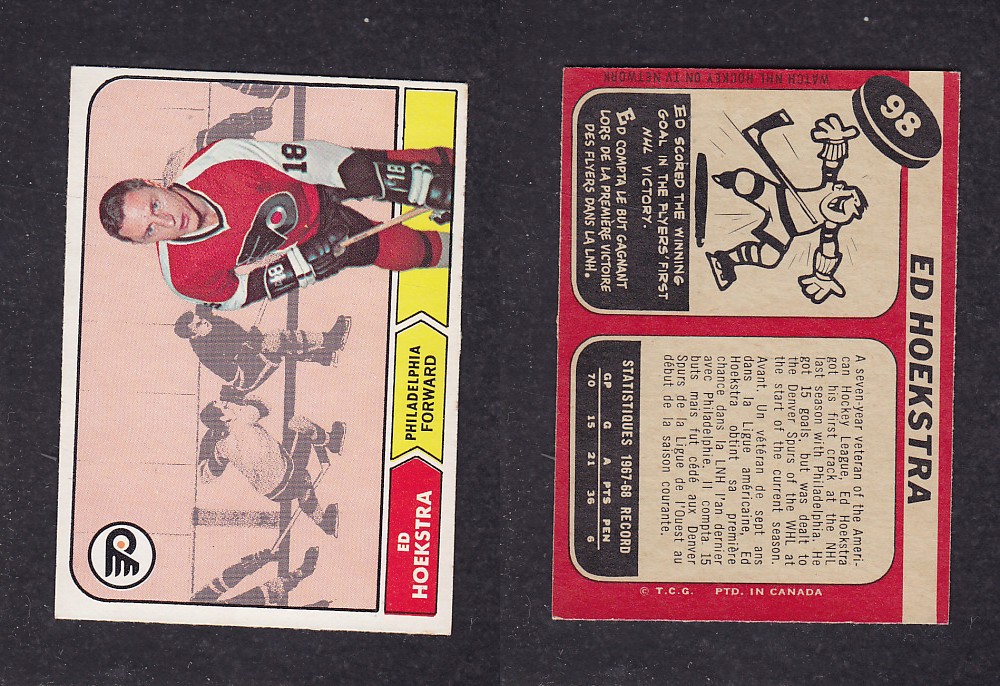 18
18
18
PHILADELPHIA
FORWARD
ED
HOEKSTRA
WATCH NHL HOCKEY ON TV NETWORK
98
ED HOEKSTRA
ED SCORED THE WINNING
GOAL IN THE FLYERS' FIRST
NHL VICTORY.
ED COMPTA LE BUT GAGNANT
LORS DE LA PREMIÈRE VICTOIRE
DES FLYERS DANS LA LNH.
A seven-year veteran of the Ameri-
can Hockey League, Ed Hoekstra
got his first crack at the NHL
last season with Philadelphia. He
got 15 goals, but was dealt to
the Denver Spurs of the WHL at
the start of the current season.
Avant. Un vétéran de sept ans
dans la Ligue américaine, Ed
Hoekstra obtint sa première
chance dans la LNH l'an dernier
avec Philadelphie. Il compta 15
buts mais fut cédé aux Denver
Spurs de la Ligue de l'Ouest au
début de la saison courante.
STATISTIQUES 1967-68 RECORD
GP G A PTS PEN
70 15 21 36 6
© T.C.G. PTD. IN CANADA